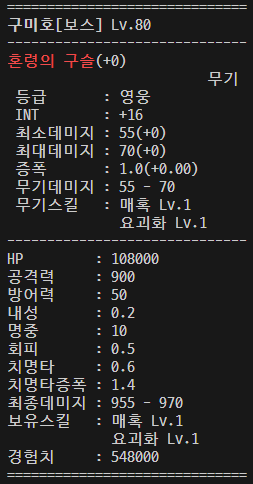 ==============================
구미호[보스] Lv.80
------------------------------
혼령의 구슬(+0)
무기
등급 : 영웅
INT : +16
최소데미지 : 55(+0)
최대데미지 : 70(+0)
증폭 : 1.0(+0.00)
무기데미지 : 55 - 70
무기스킬 : 매혹 Lv.1
요괴화 Lv.1
------------------------------
HP : 108000
공격력 : 900
방어력 : 50
내성 : 0.2
명중 : 10
회피 : 0.5
치명타 : 0.6
치명타증폭 : 1.4
최종데미지 : 955 - 970
보유스킬 : 매혹 Lv.1
요괴화 Lv.1
경험치 : 548000
==============================